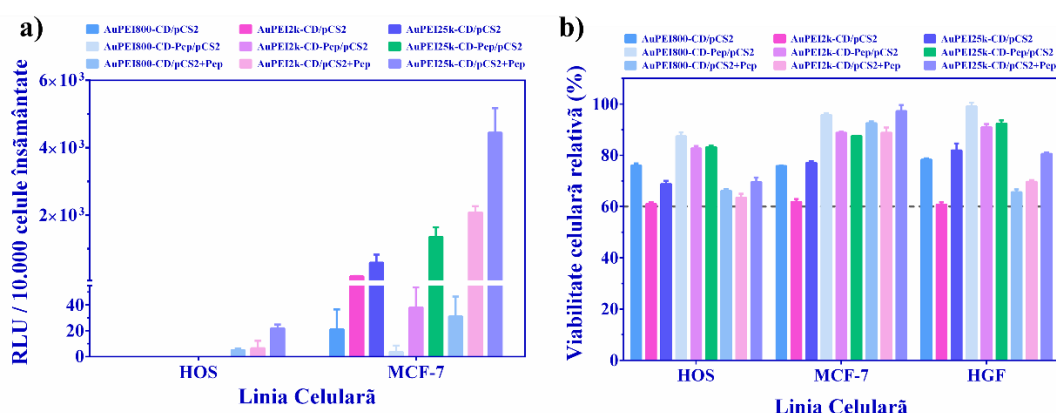 a)
AuPEI800-CD/pCS2 AuPEI2k-CD/pCS2 AuPEI25k-CD/pCS2
AuPEI800-CD-Pep/pCS2 AuPEI2k-CD-Pep/pCS2 AuPEI25k-CD-Pep/pCS2
AuPEI800-CD/pCS2+Pep AuPEI2k-CD/pCS2+Pep AuPEI25k-CD/pCS2+Pep
RLU / 10.000 celule însământate
6×10³
4×10³
2×10³
40
20
0
HOS MCF-7
Linia Celulară
b)
AuPEI800-CD/pCS2 AuPEI2k-CD/pCS2 AuPEI25k-CD/pCS2
AuPEI800-CD-Pep/pCS2 AuPEI2k-CD-Pep/pCS2 AuPEI25k-CD-Pep/pCS2
AuPEI800-CD/pCS2+Pep AuPEI2k-CD/pCS2+Pep AuPEI25k-CD/pCS2+Pep
Viabilitate celulară relativă (%)
100
80
60
40
20
0
HOS MCF-7 HGF
Linia Celulară